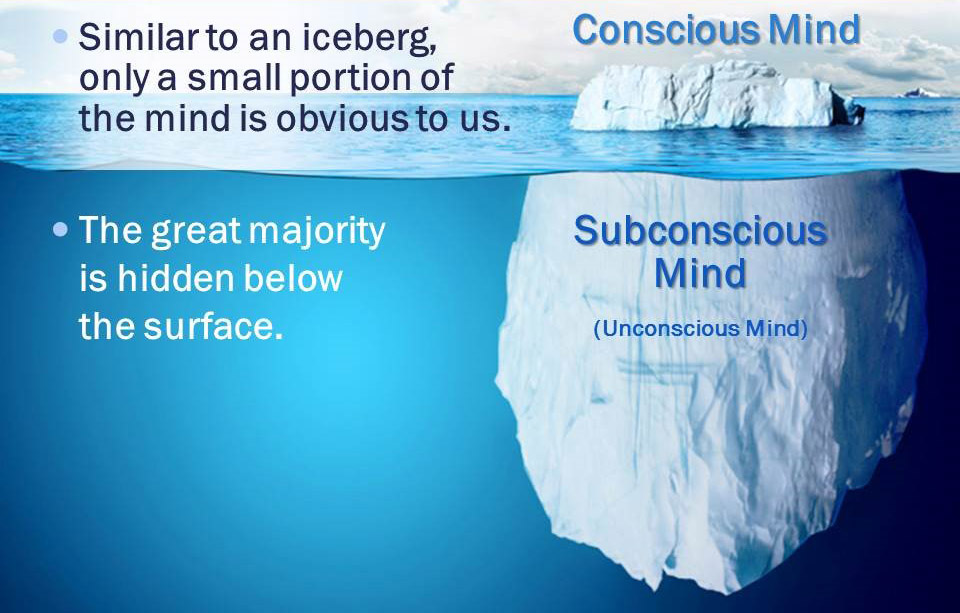 • Similar to an iceberg,
only a small portion of
the mind is obvious to us.
Conscious Mind
• The great majority
is hidden below
the surface.
Subconscious
Mind
(Unconscious Mind)